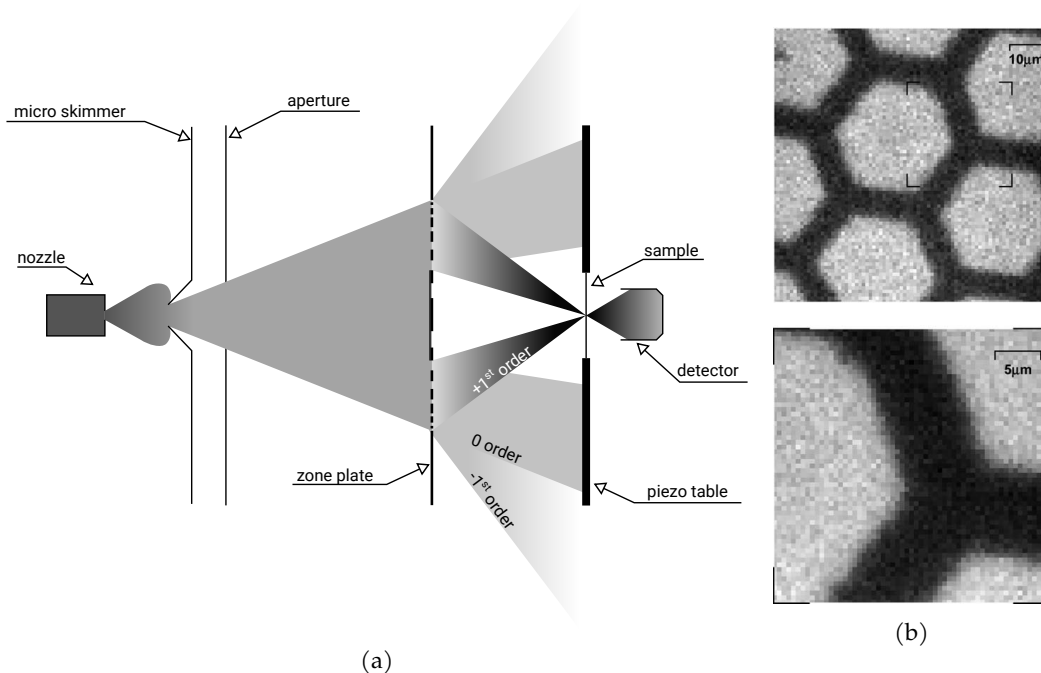 micro skimmer
aperture
nozzle
sample
detector
+1st order
0 order
-1st order
zone plate
piezo table
(a)
10μm
5μm
(b)